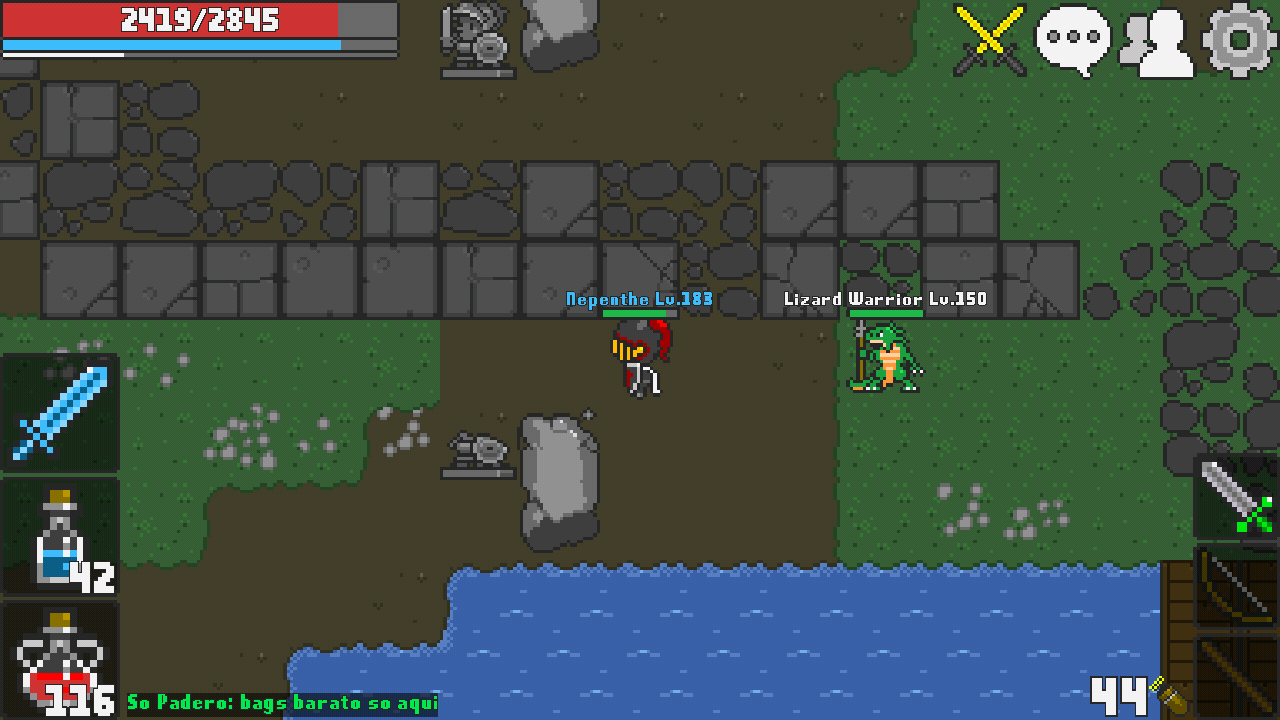 2419/2845
Nepenthe Lv.183
Lizard Warrior Lv.150
42
116
44
So Padero: bags barato so aqui